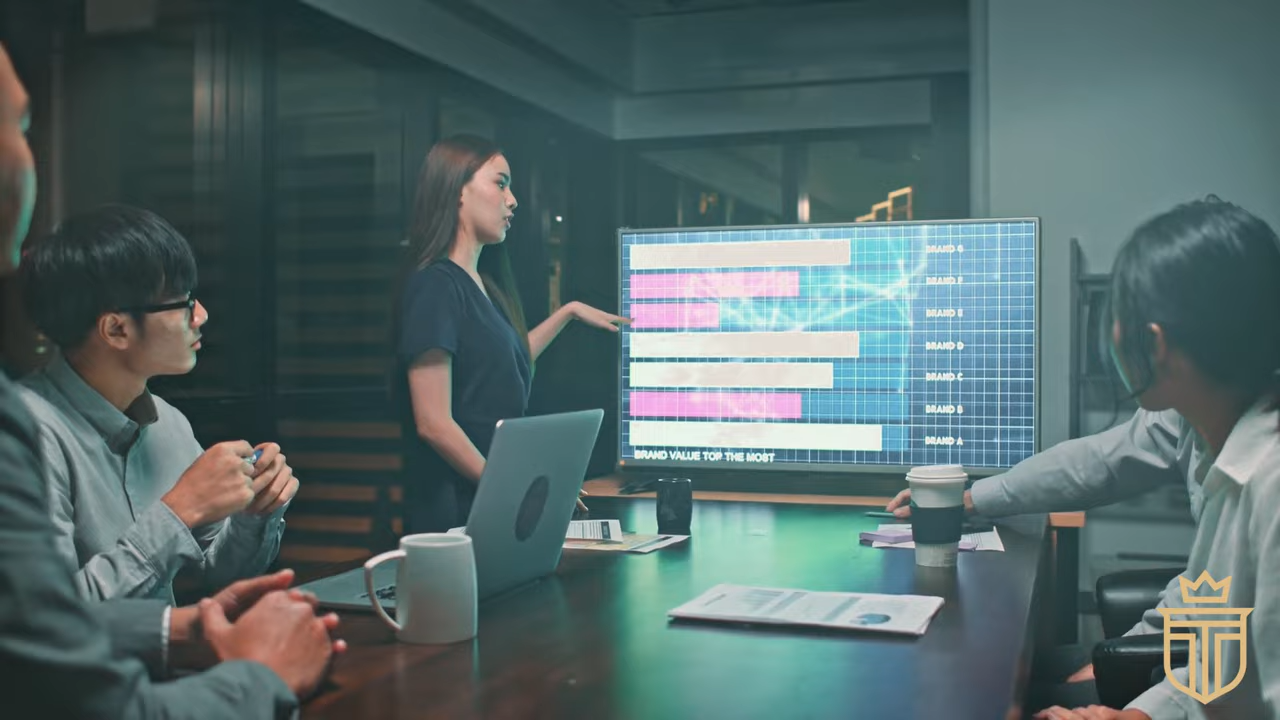 BRAND G
BRAND F
BRAND E
BRAND D
BRAND C
BRAND B
BRAND A
BRAND VALUE TOP THE MOST